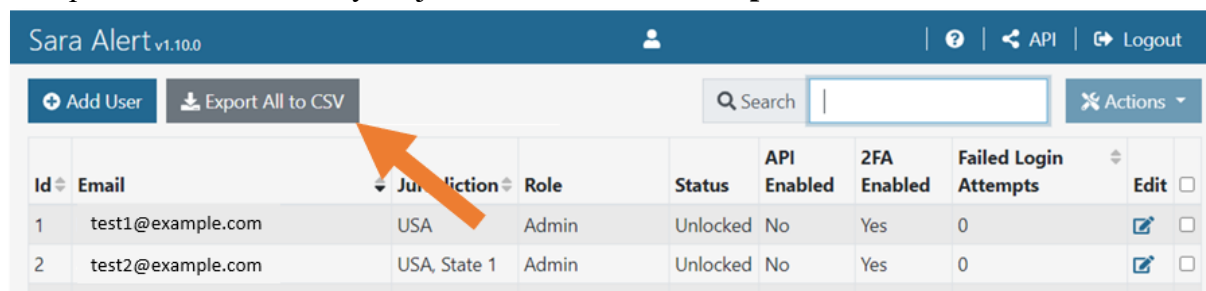 Sara Alert v1.10.0 API Logout
Add User Export All to CSV Search Actions
Id Email Jurisdiction Role Status API Enabled 2FA Enabled Failed Login Attempts Edit
1 test1@example.com USA Admin Unlocked No Yes 0
2 test2@example.com USA, State 1 Admin Unlocked No Yes 0